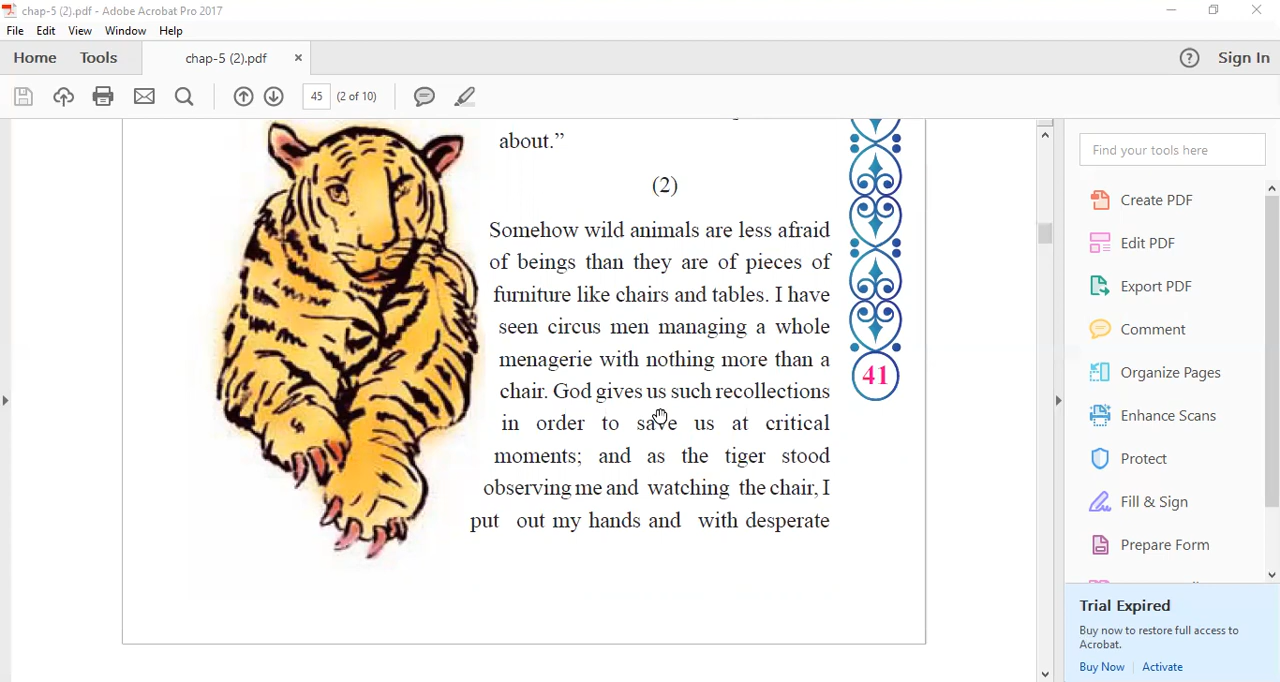 chap-5 (2).pdf - Adobe Acrobat Pro 2017
File Edit View Window Help
Home Tools chap-5 (2).pdf × ? Sign In
45 (2 of 10)
about.”
(2)
Somehow wild animals are less afraid
of beings than they are of pieces of
furniture like chairs and tables. I have
seen circus men managing a whole
menagerie with nothing more than a
chair. God gives us such recollections
in order to save us at critical
moments; and as the tiger stood
observing me and watching the chair, I
put out my hands and with desperate
41
Find your tools here
Create PDF
Edit PDF
Export PDF
Comment
Organize Pages
Enhance Scans
Protect
Fill & Sign
Prepare Form
Trial Expired
Buy now to restore full access to
Acrobat.
Buy Now Activate